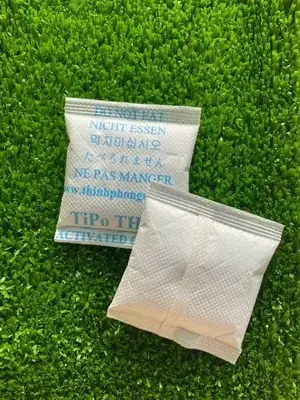 DO NOT EAT
NICHT ESSEN
먹지마십시오
たべられません
NE PAS MANGER
www.thinhphong
TiPo TH
ACTIVATED